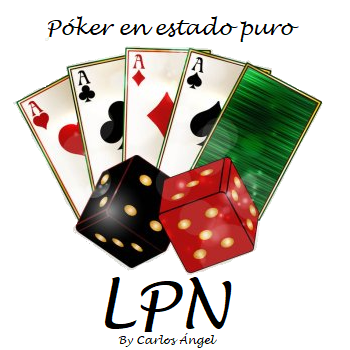 Póker en estado puro
A A A A
LPN
By Carlos Ángel